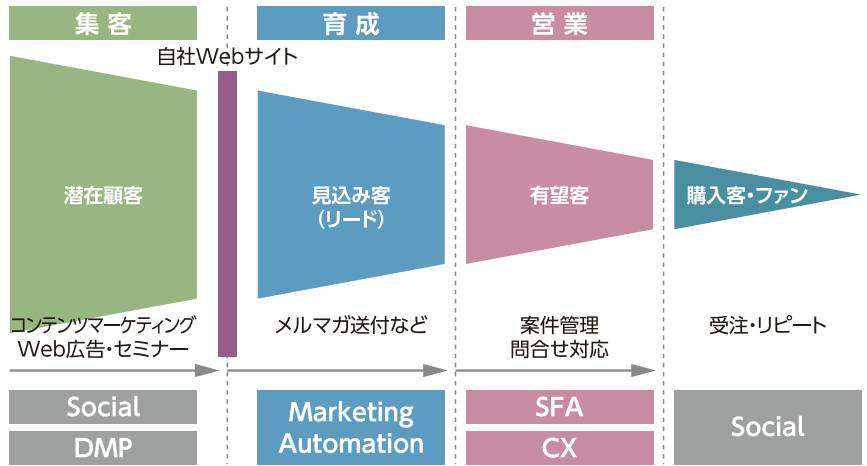 集客
育成
営業
自社Webサイト
潜在顧客
見込み客
(リード)
有望客
購入客・ファン
コンテンツマーケティング
Web広告・セミナー
メルマガ送付など
案件管理
問合せ対応
受注・リピート
Social
DMP
Marketing
Automation
SFA
CX
Social